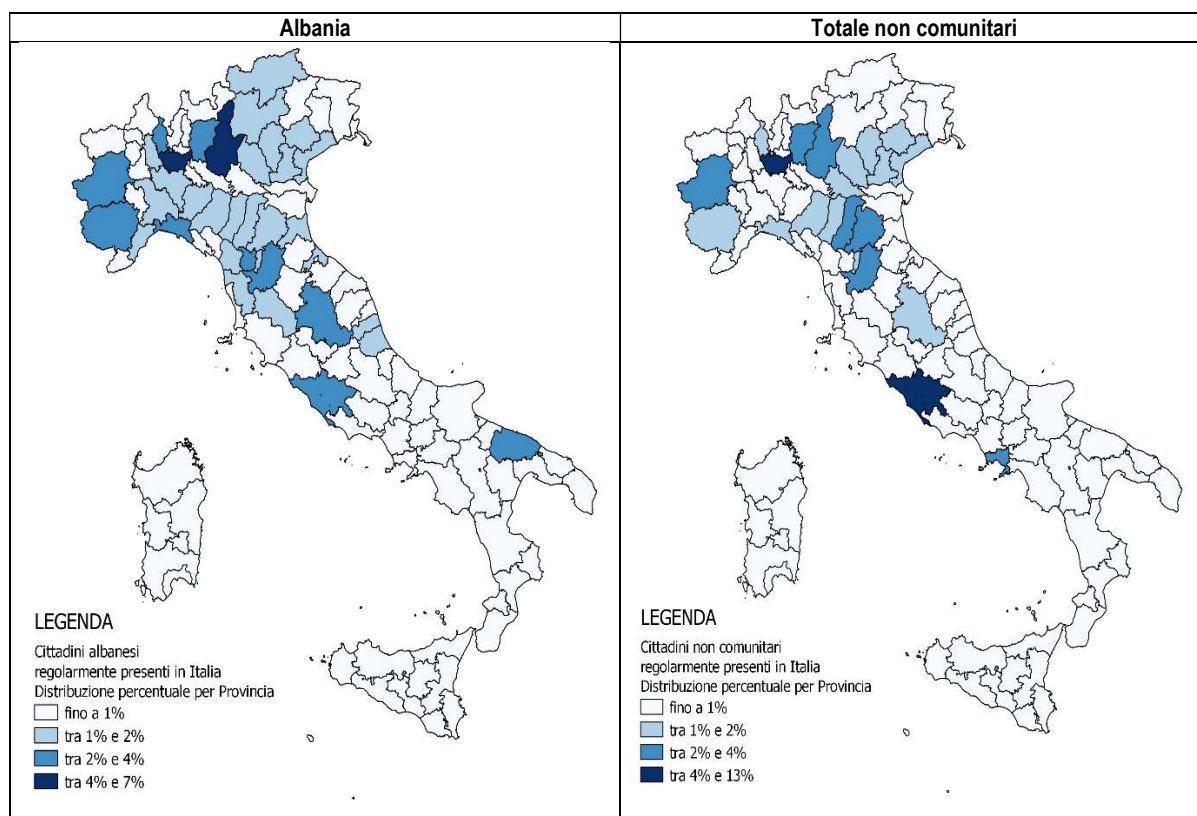 Albania
Totale non comunitari
LEGENDA
Cittadini albanesi
regolarmente presenti in Italia
Distribuzione percentuale per Provincia
fino a 1%
tra 1% e 2%
tra 2% e 4%
tra 4% e 7%
LEGENDA
Cittadini non comunitari
regolarmente presenti in Italia
Distribuzione percentuale per Provincia
fino a 1%
tra 1% e 2%
tra 2% e 4%
tra 4% e 13%